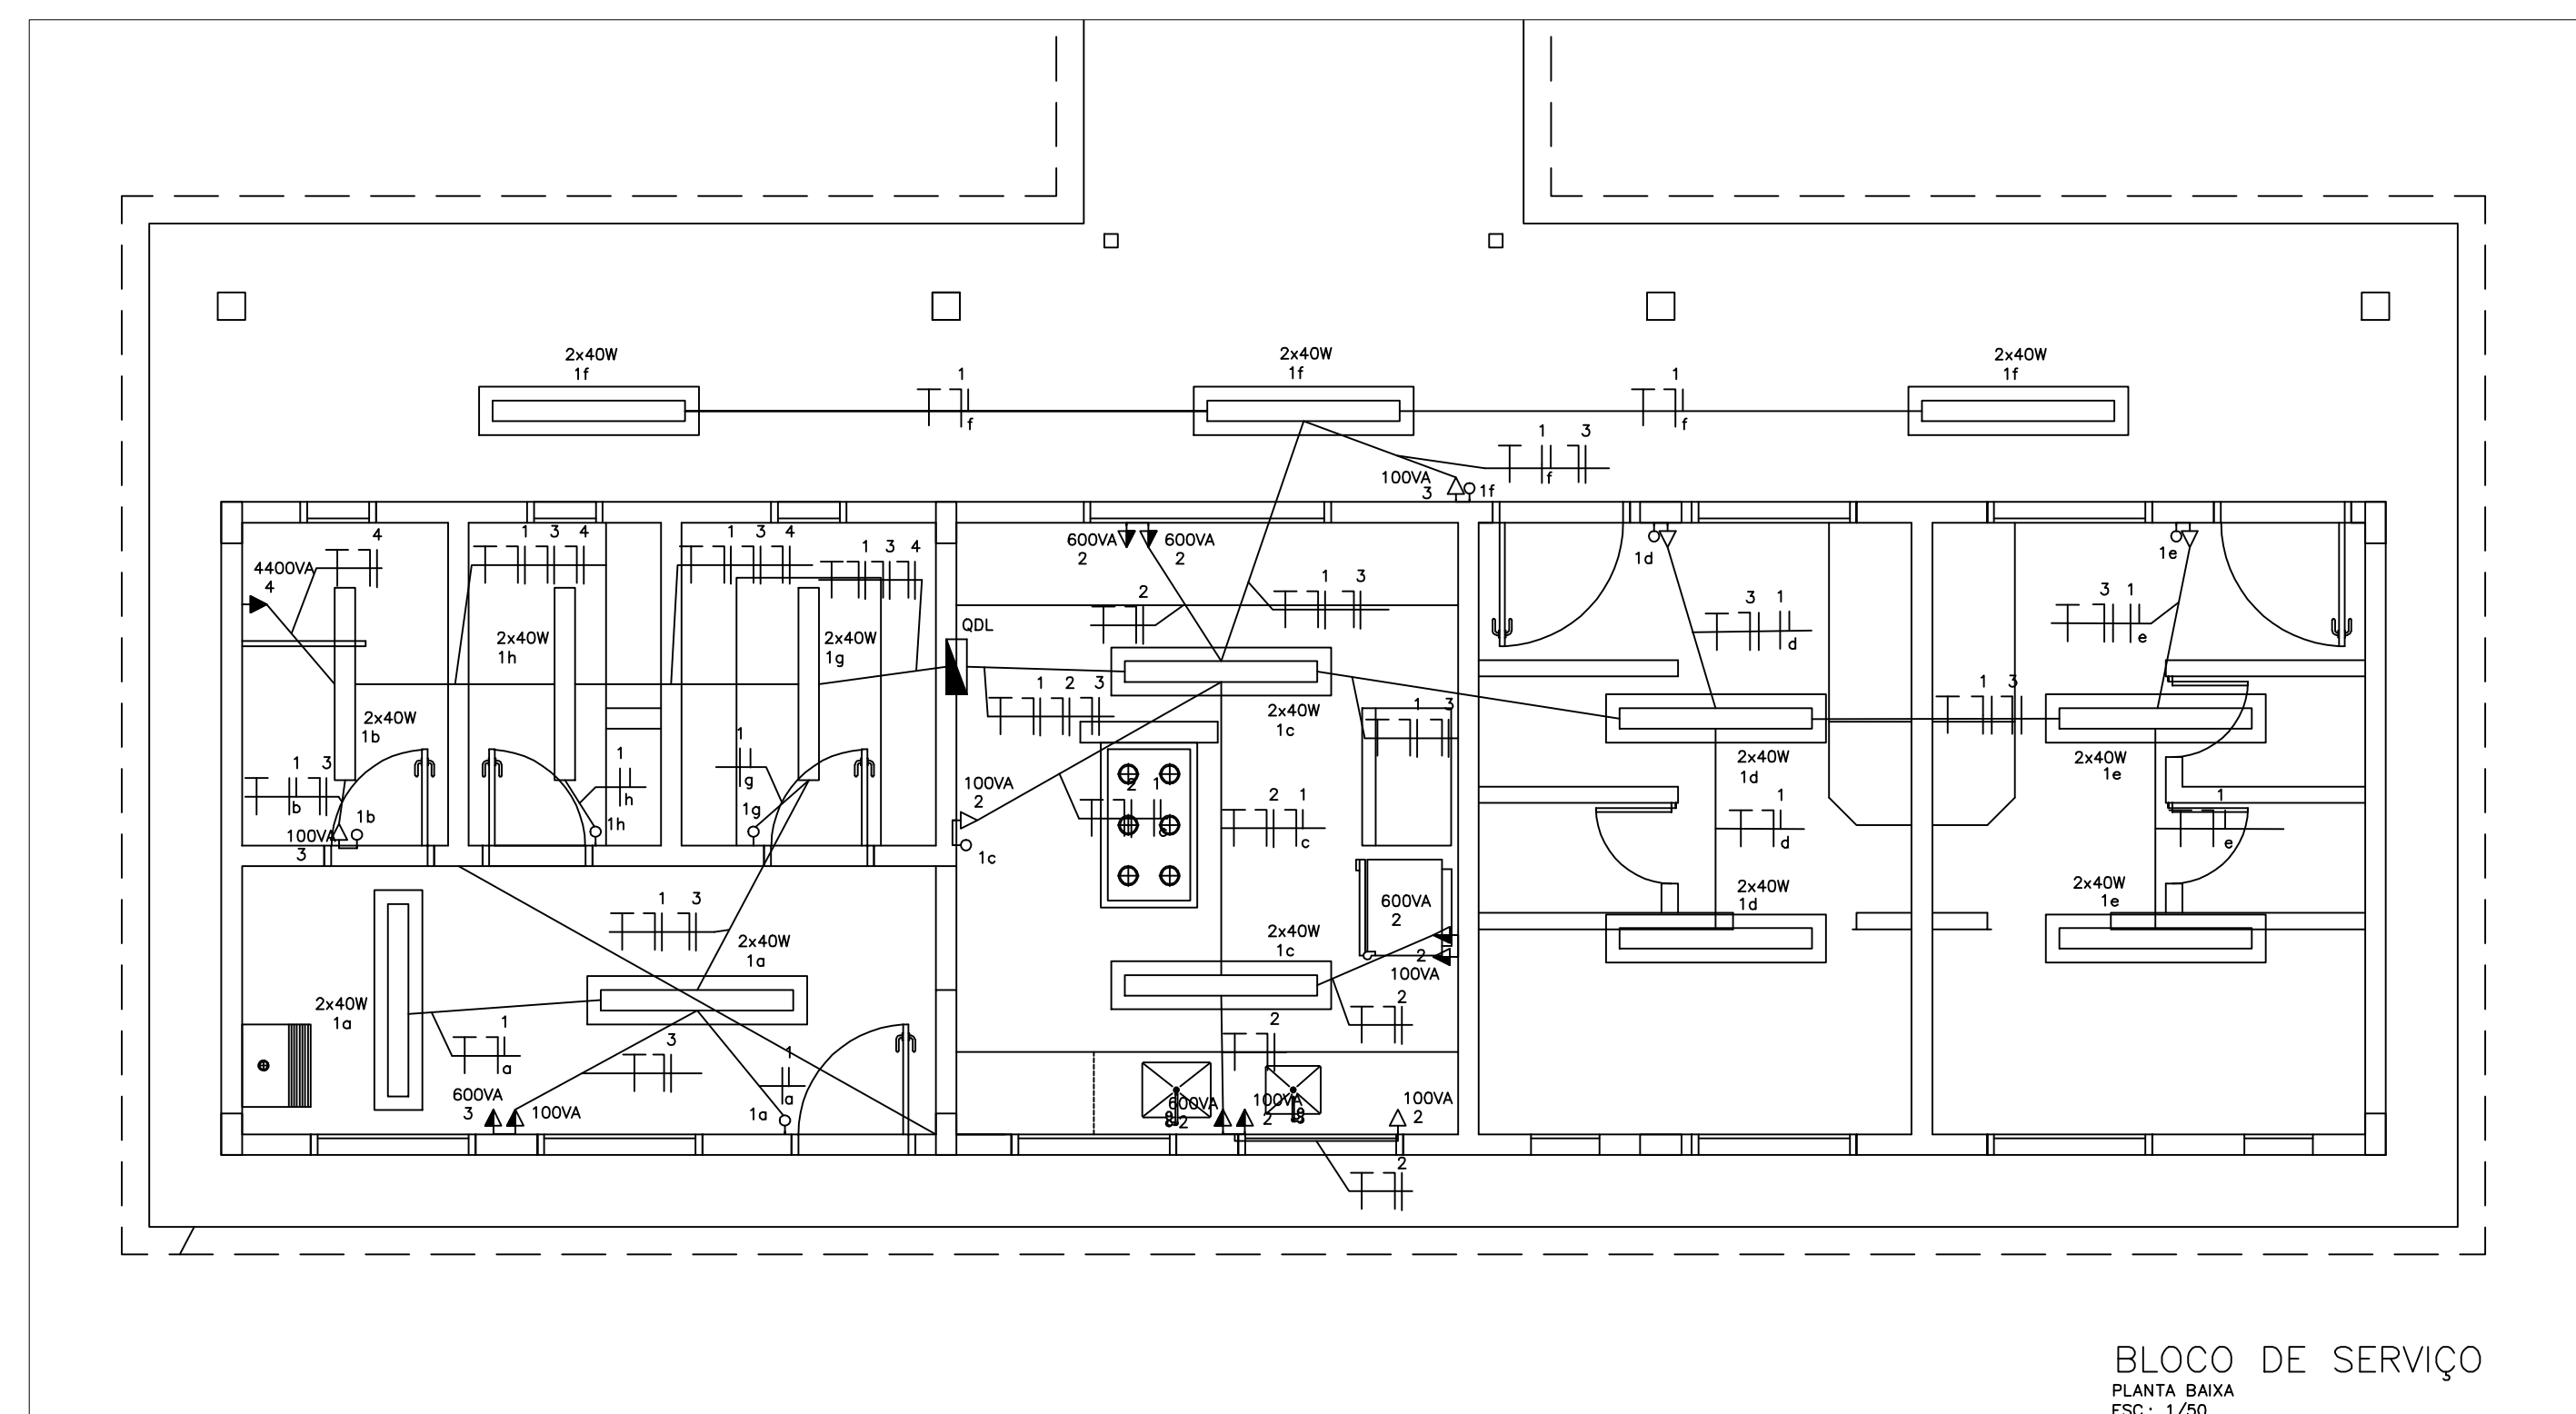 2x40W
1f
1
f
2x40W
1f
1
f
2x40W
1f
1 3
f
100VA
3
1f
4
4400VA
4
1 3 4
1 3 4
1 3 4
600VA
2
600VA
2
1d
1e
2
1 3
3 1
d
3 1
e
QDL
2x40W
1h
2x40W
1g
2x40W
1b
1 2 3
2x40W
1c
1 3
1 3
2x40W
1d
2x40W
1e
1 3
b
1b
100VA
3
1
h
1h
1
g
1g
100VA
2
1c
2 1
2 1
c
1
d
1
e
2x40W
1d
2x40W
1e
600VA
2
1 3
2x40W
1a
2x40W
1c
2
100VA
2x40W
1a
1
a
3
1
a
2
2
600VA
3
100VA
1a
600VA
2
100VA
2
100VA
2
2
BLOCO DE SERVIÇO
PLANTA BAIXA
ESC.: 1/50